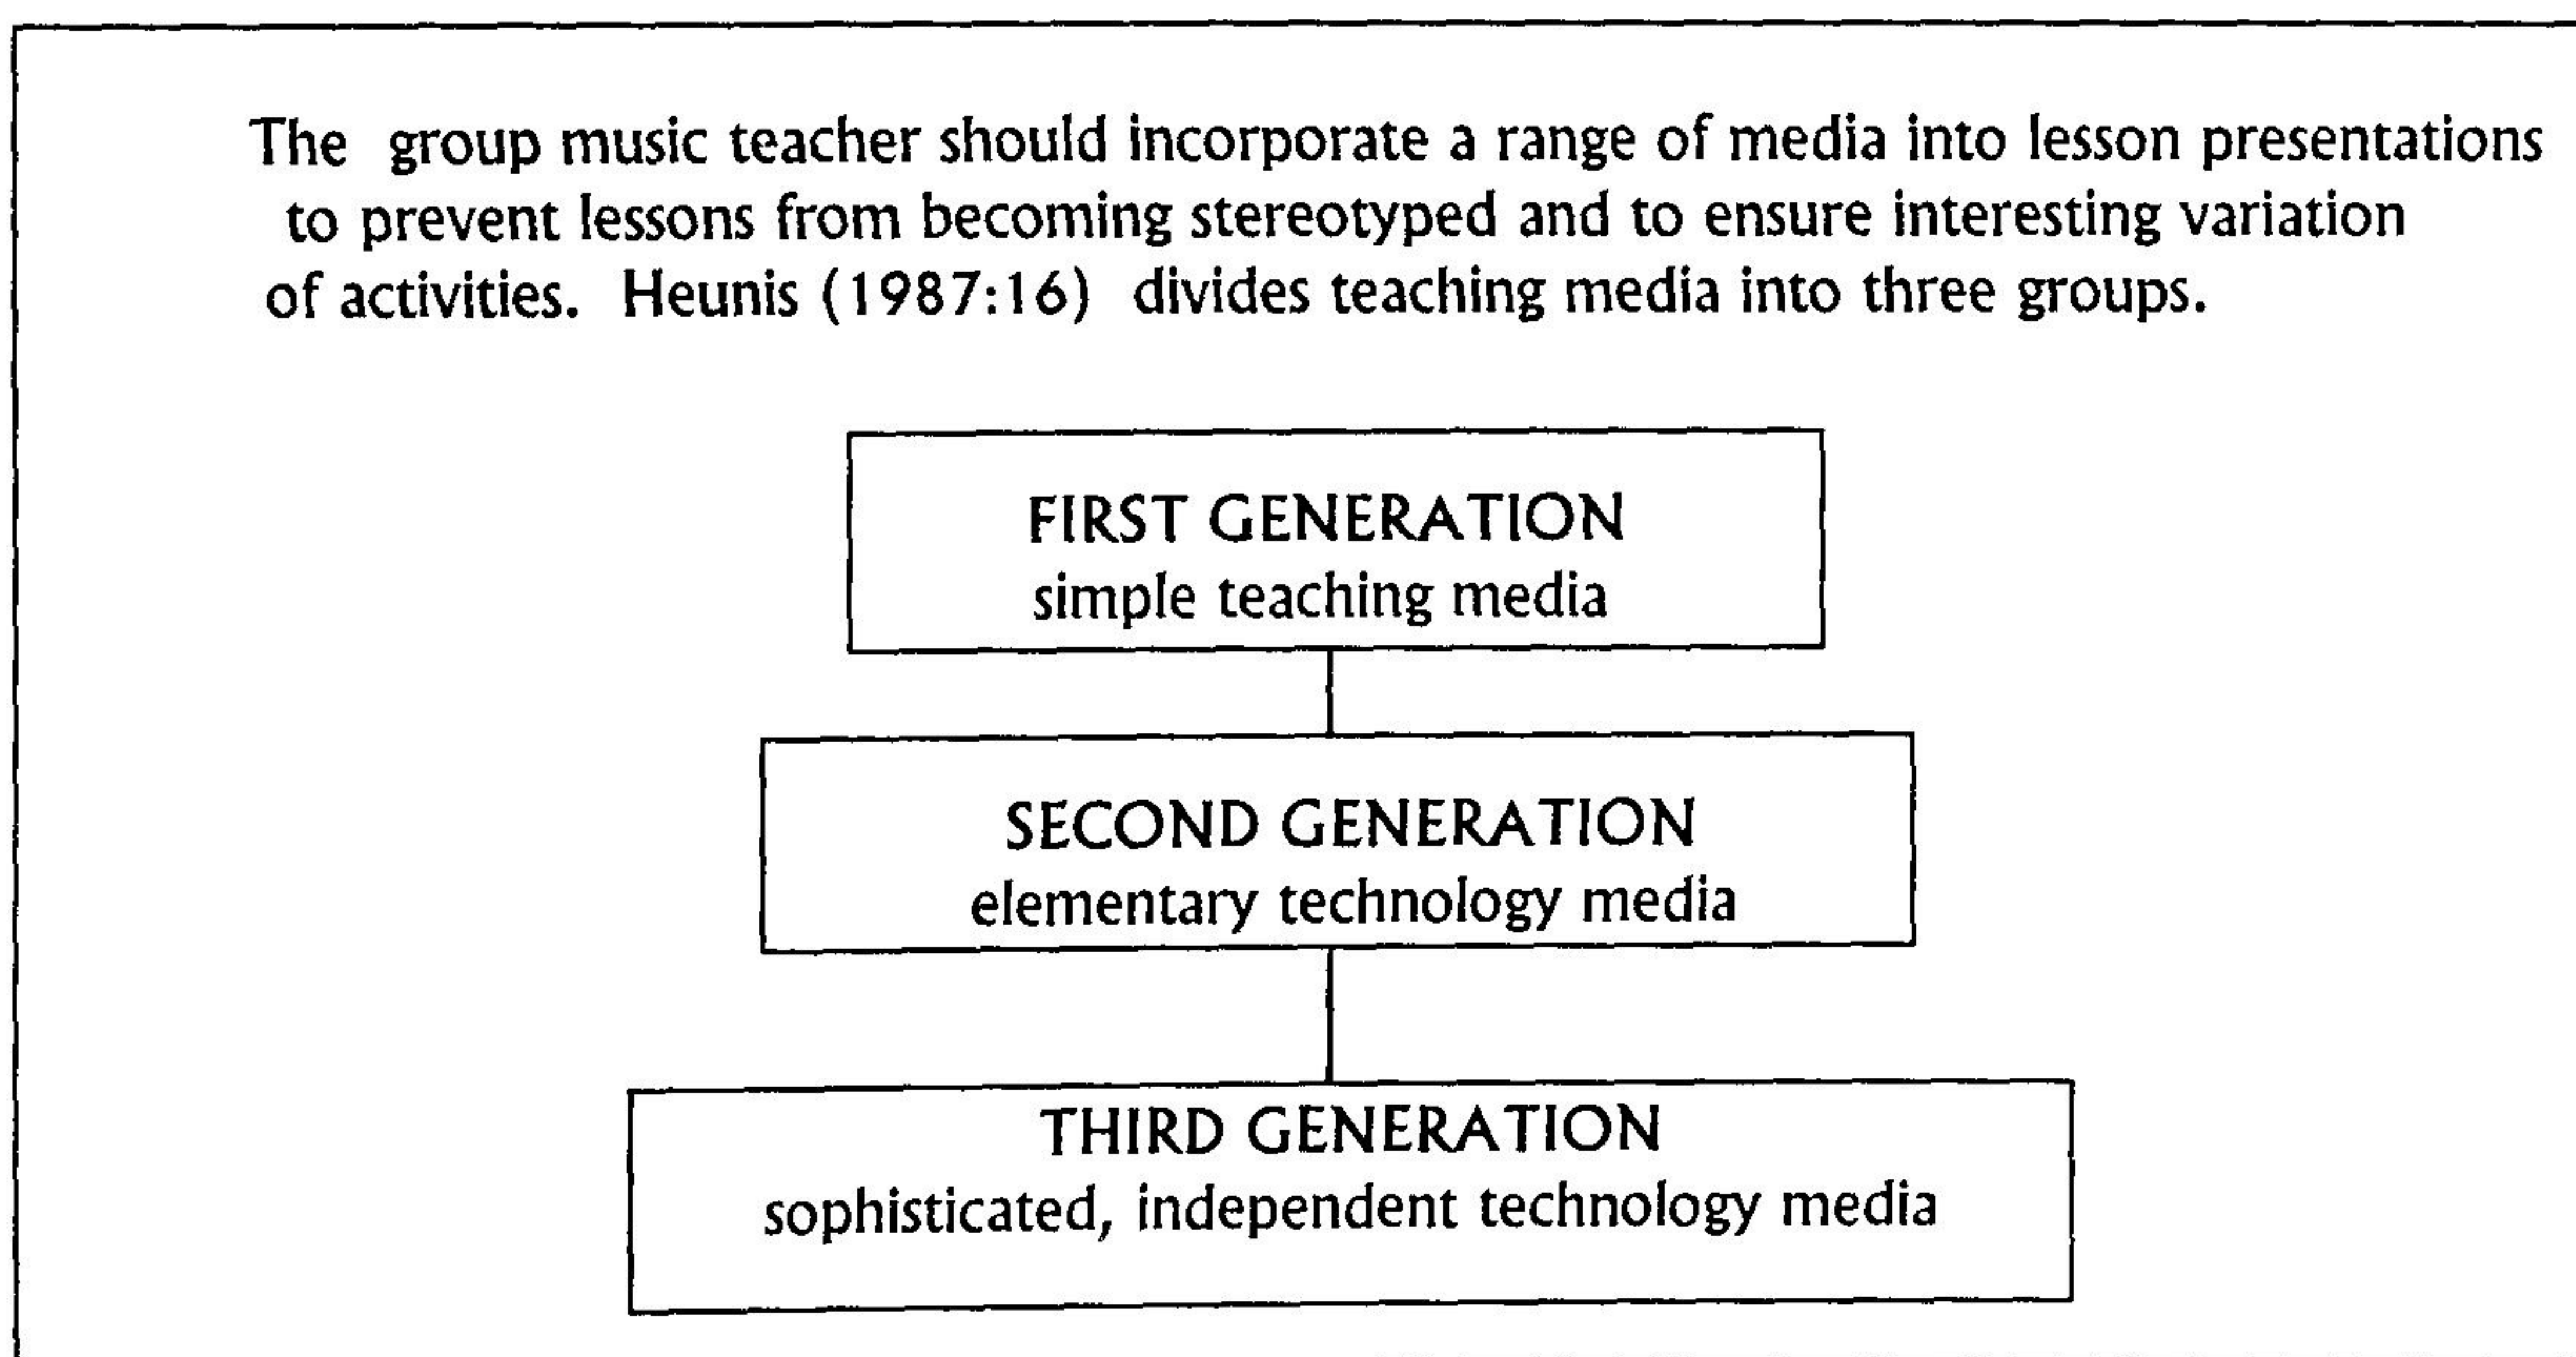 The group music teacher should incorporate a range of media into lesson presentations
to prevent lessons from becoming stereotyped and to ensure interesting variation
of activities. Heunis (1987:16) divides teaching media into three groups.
FIRST GENERATION
simple teaching media
SECOND GENERATION
elementary technology media
THIRD GENERATION
sophisticated, independent technology media